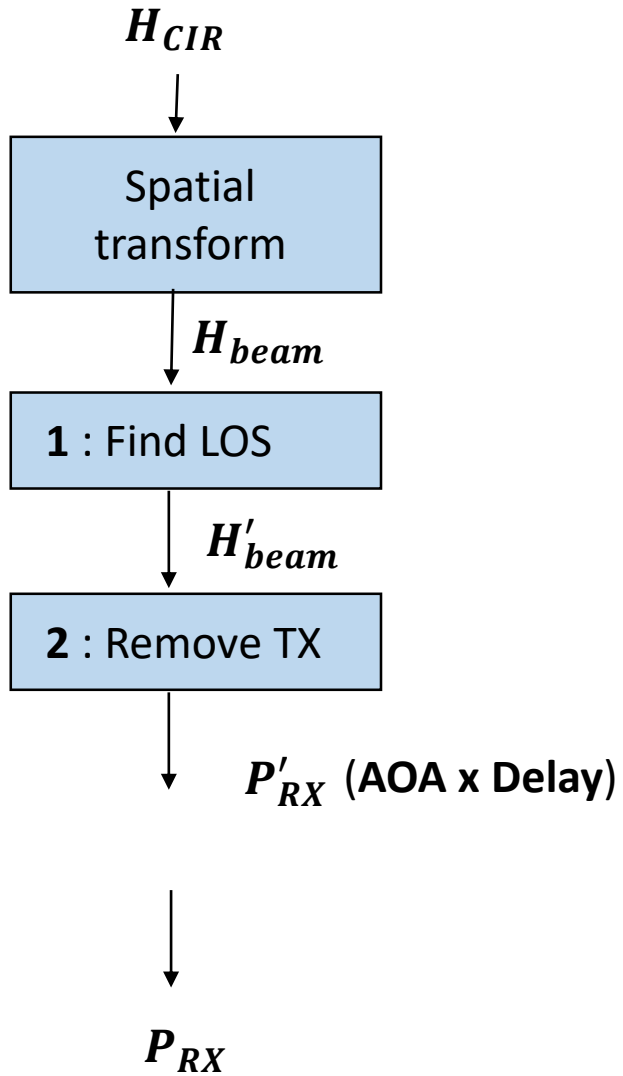 H_CIR
Spatial
transform
H_beam
1 : Find LOS
H'_beam
2 : Remove TX
P'_RX (AOA x Delay)
P_RX